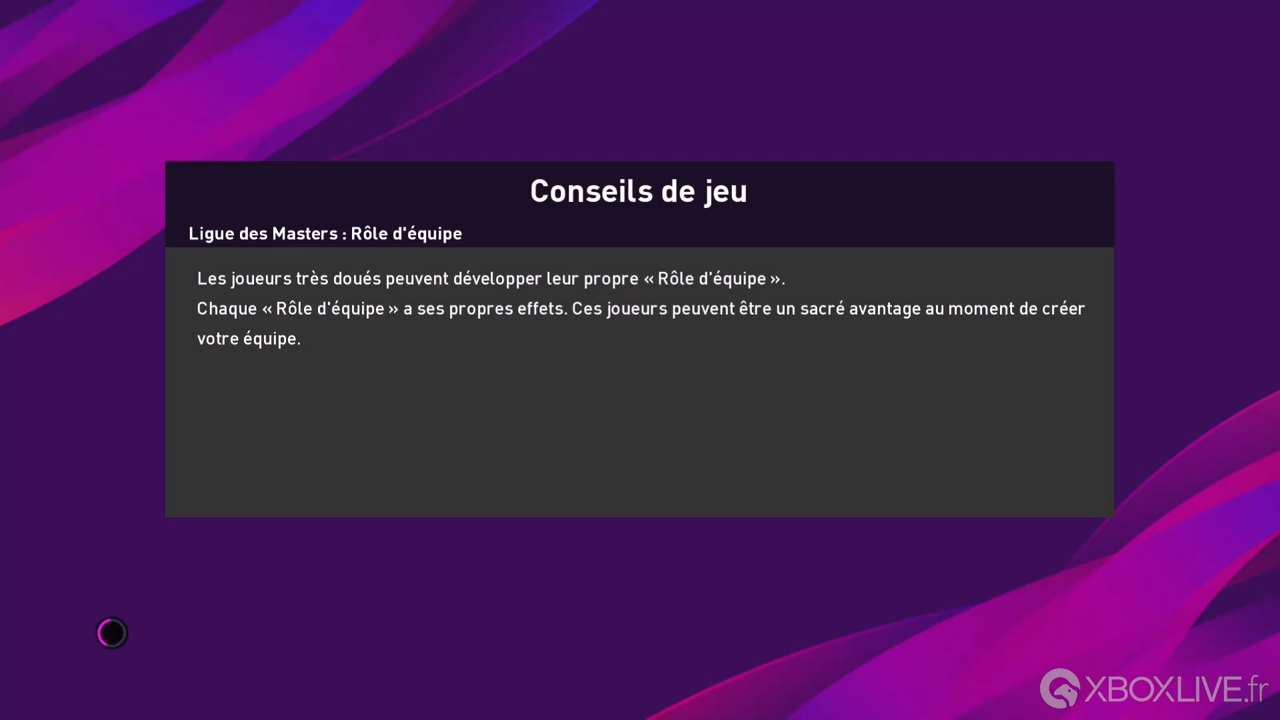 Conseils de jeu
Ligue des Masters : Rôle d'équipe
Les joueurs très doués peuvent développer leur propre « Rôle d'équipe ».
Chaque « Rôle d'équipe » a ses propres effets. Ces joueurs peuvent être un sacré avantage au moment de créer
votre équipe.
XBOXLIVE.fr